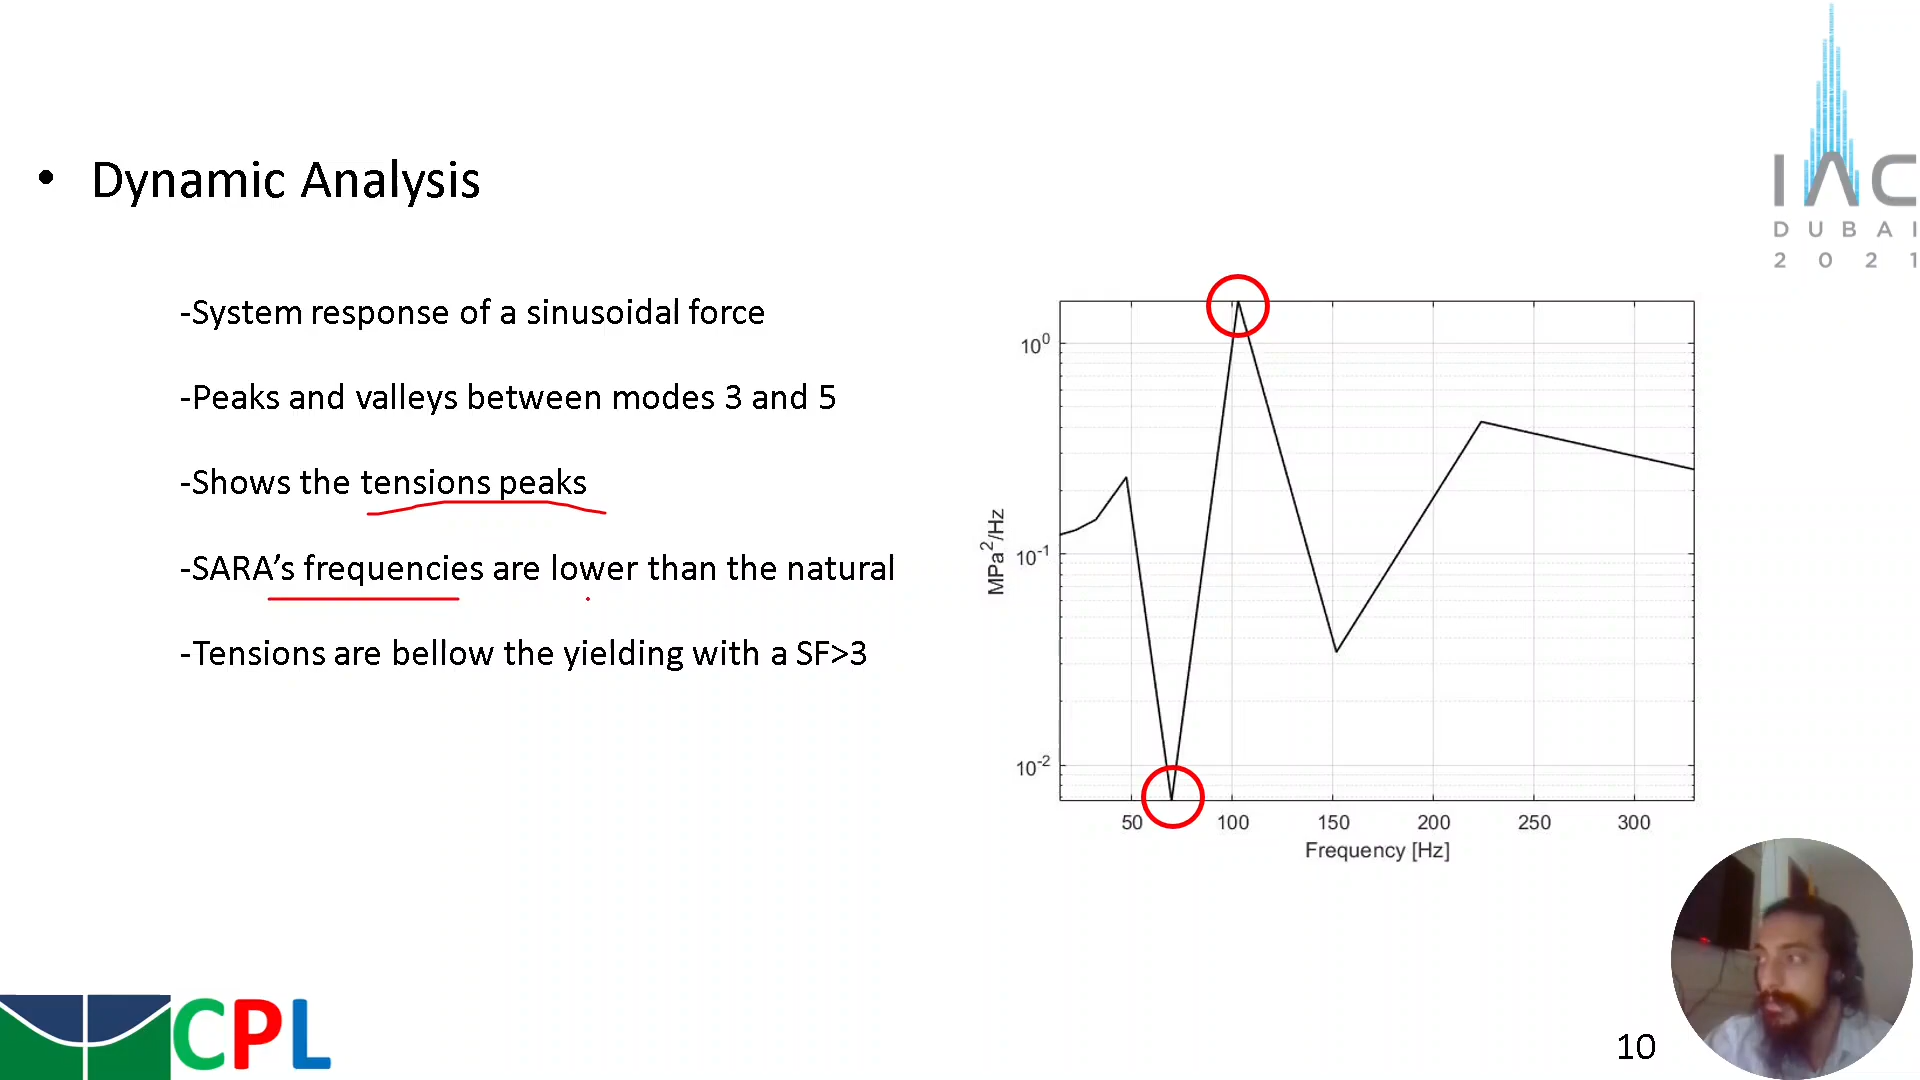 IAC
DUBAI
2021
• Dynamic Analysis
-System response of a sinusoidal force
-Peaks and valleys between modes 3 and 5
-Shows the tensions peaks
-SARA's frequencies are lower than the natural
-Tensions are bellow the yielding with a SF>3
10^0
10^-1
10^-2
MPa^2/Hz
50 100 150 200 250 300
Frequency [Hz]
CPL
10